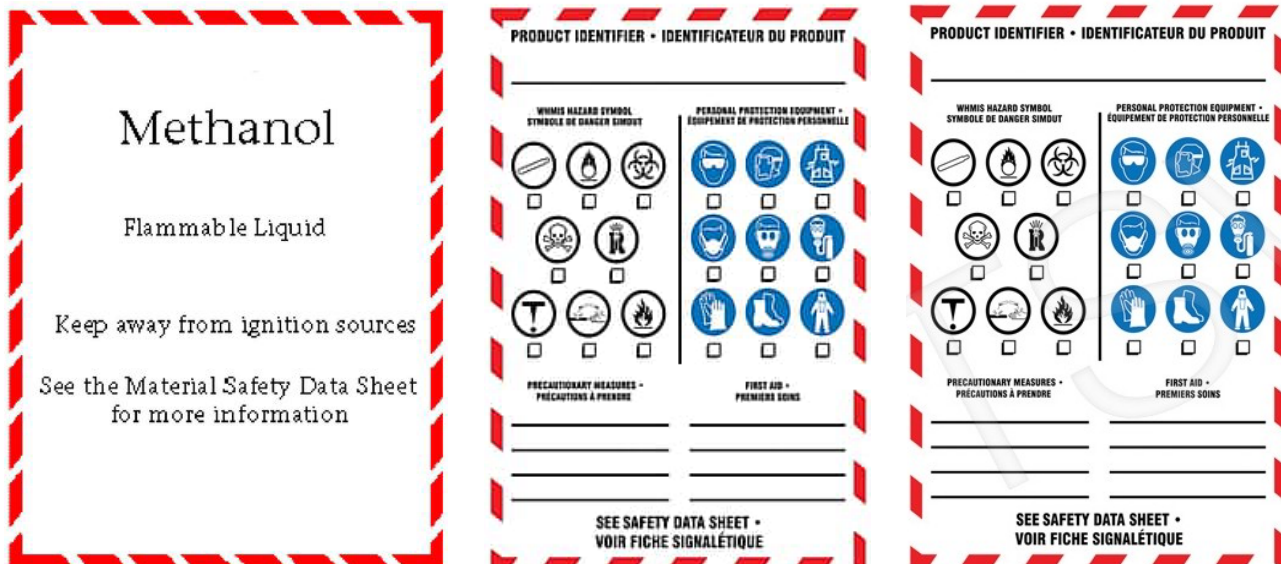 Methanol
Flammable Liquid
Keep away from ignition sources
See the Material Safety Data Sheet
for more information
PRODUCT IDENTIFIER • IDENTIFICATEUR DU PRODUIT
WHMIS HAZARD SYMBOL
SYMBOLE DE DANGER SIMDUT
PERSONAL PROTECTION EQUIPMENT •
ÉQUIPEMENT DE PROTECTION PERSONNELLE
PRECAUTIONARY MEASURES •
PRÉCAUTIONS À PRENDRE
FIRST AID •
PREMIERS SOINS
SEE SAFETY DATA SHEET •
VOIR FICHE SIGNALÉTIQUE
PRODUCT IDENTIFIER • IDENTIFICATEUR DU PRODUIT
WHMIS HAZARD SYMBOL
SYMBOLE DE DANGER SIMDUT
PERSONAL PROTECTION EQUIPMENT •
ÉQUIPEMENT DE PROTECTION PERSONNELLE
PRECAUTIONARY MEASURES •
PRÉCAUTIONS À PRENDRE
FIRST AID •
PREMIERS SOINS
SEE SAFETY DATA SHEET •
VOIR FICHE SIGNALÉTIQUE